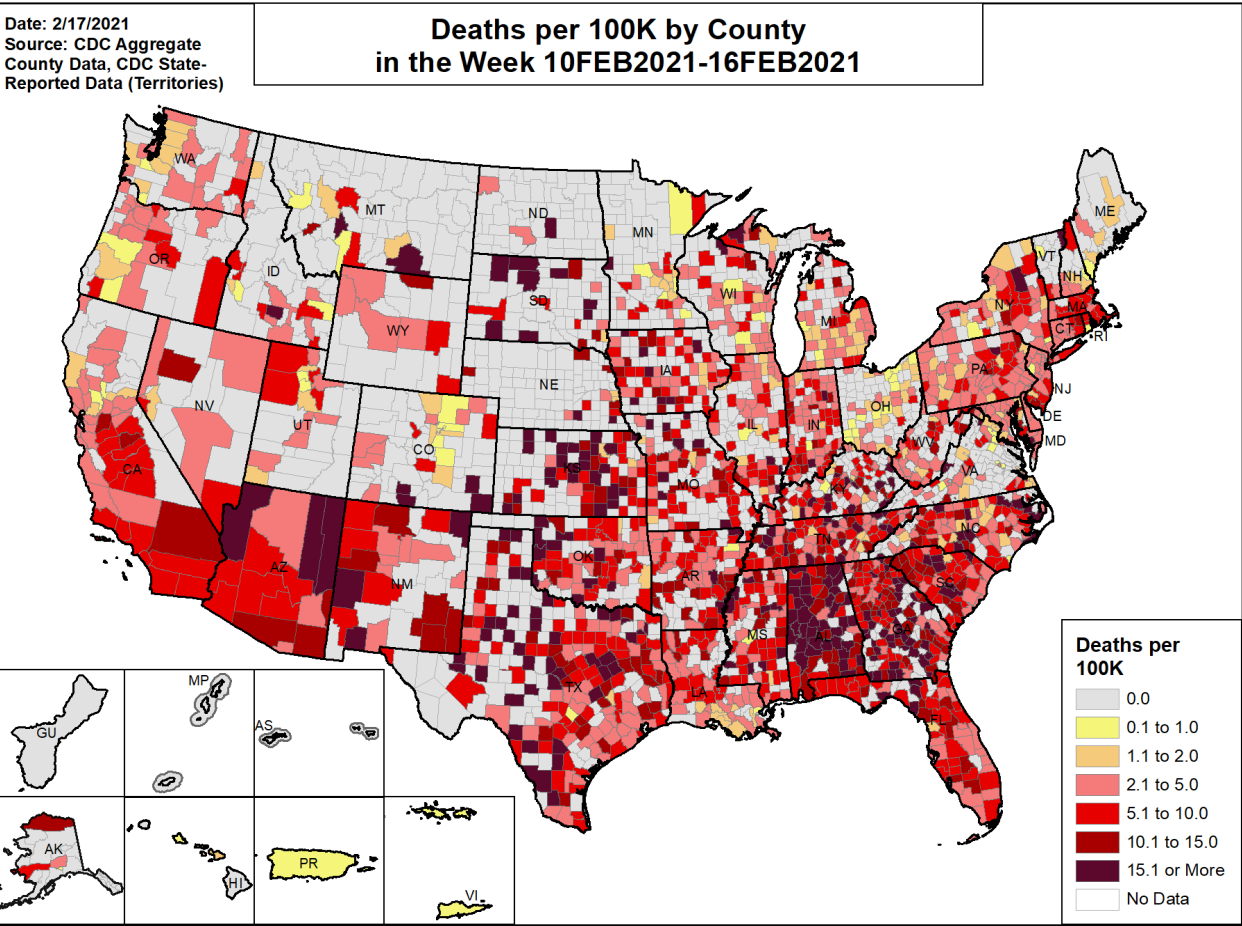 Date: 2/17/2021
Source: CDC Aggregate
County Data, CDC State-
Reported Data (Territories)
Deaths per 100K by County
in the Week 10FEB2021-16FEB2021
WA
MT
ND
MN
ME
OR
ID
SD
WI
MI
VT
NH
NY
MA
CT
RI
WY
NE
IA
PA
NJ
NV
UT
CO
IL
IN
OH
DE
MD
WV
VA
CA
KS
MO
KY
AZ
NM
OK
AR
TN
NC
SC
MS
AL
GA
TX
LA
FL
GU
MP
AS
AK
HI
PR
VI
Deaths per
100K
0.0
0.1 to 1.0
1.1 to 2.0
2.1 to 5.0
5.1 to 10.0
10.1 to 15.0
15.1 or More
No Data